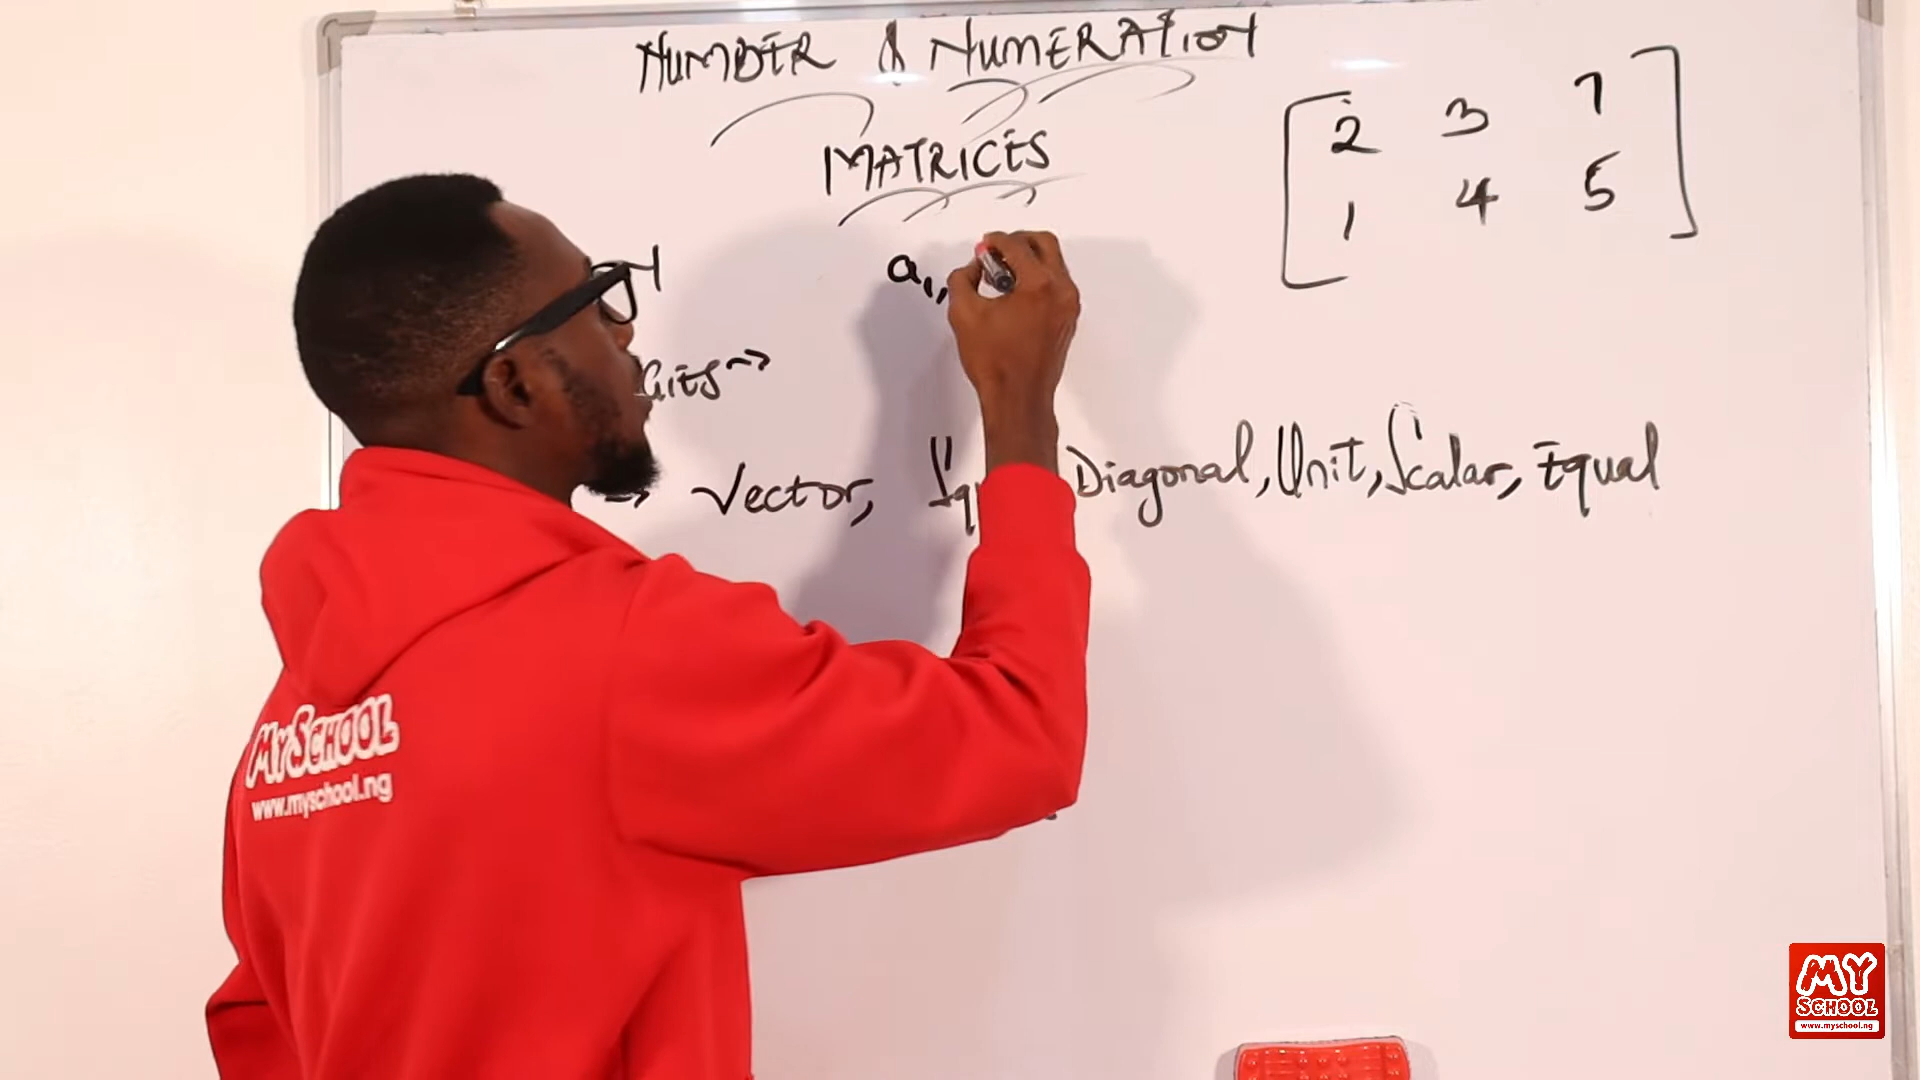 NUMBER & NUMERATION
MATRICES
2 3 7
1 4 5
a₁,
→ Vector, Diagonal, Unit, Scalar, Equal
MYSCHOOL
www.myschool.ng
MY
SCHOOL
www.myschool.ng